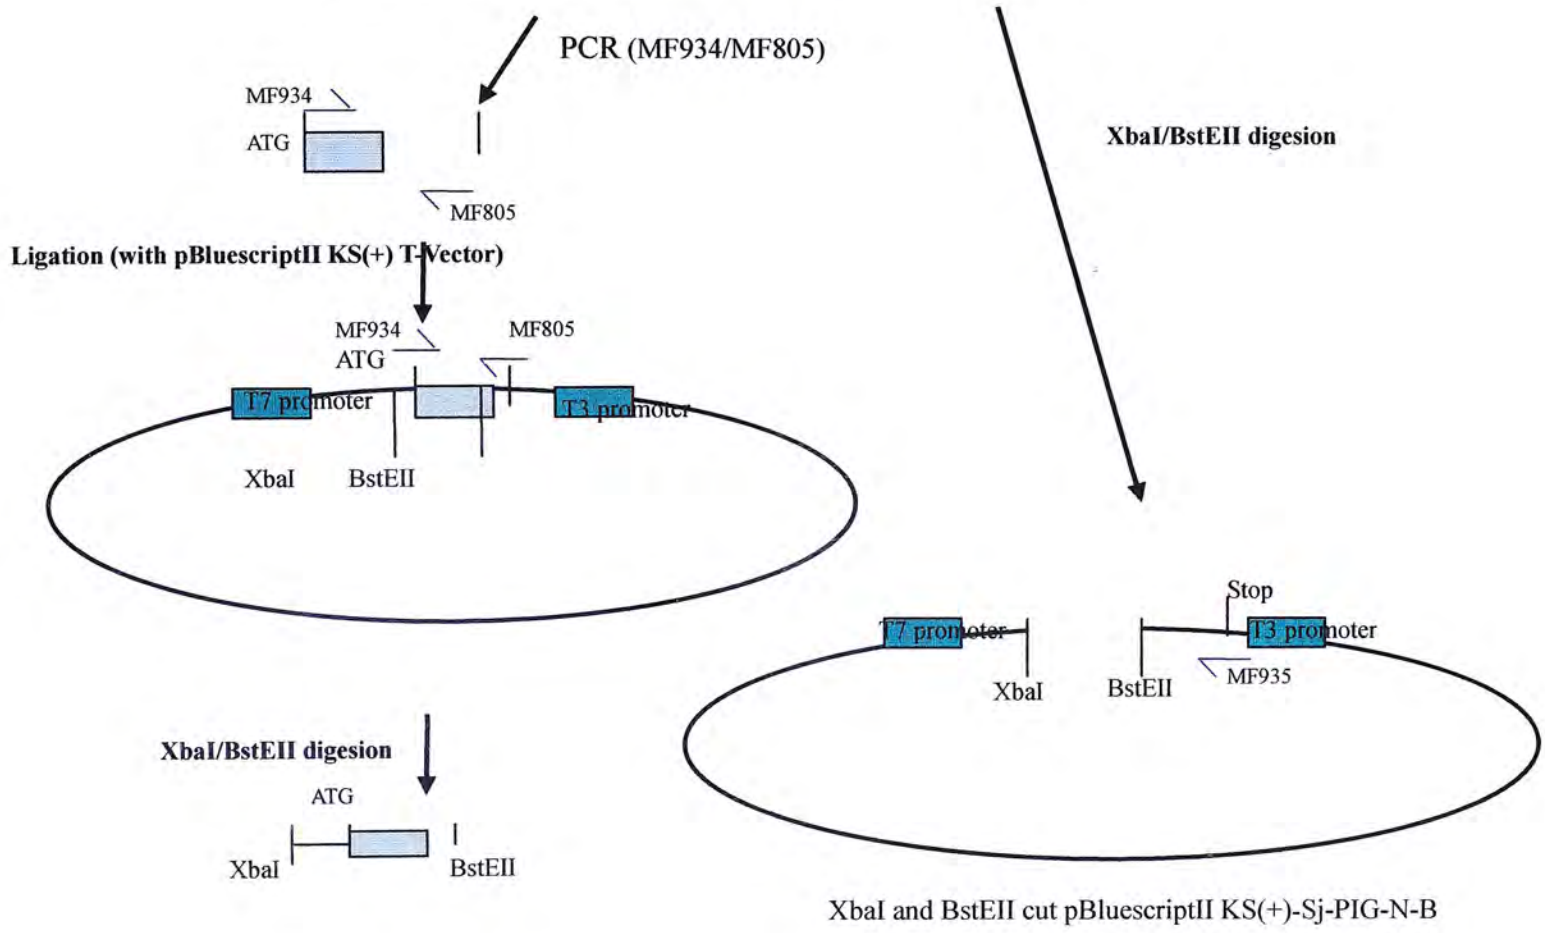 PCR (MF934/MF805)
MF934
ATG
MF805
XbaI/BstEII digesion
Ligation (with pBluescriptII KS(+) T-Vector)
MF934
MF805
ATG
T7 promoter
T3 promoter
XbaI
BstEII
Stop
T7 promoter
T3 promoter
MF935
XbaI
BstEII
XbaI/BstEII digesion
ATG
XbaI
BstEII
XbaI and BstEII cut pBluescriptII KS(+)-Sj-PIG-N-B